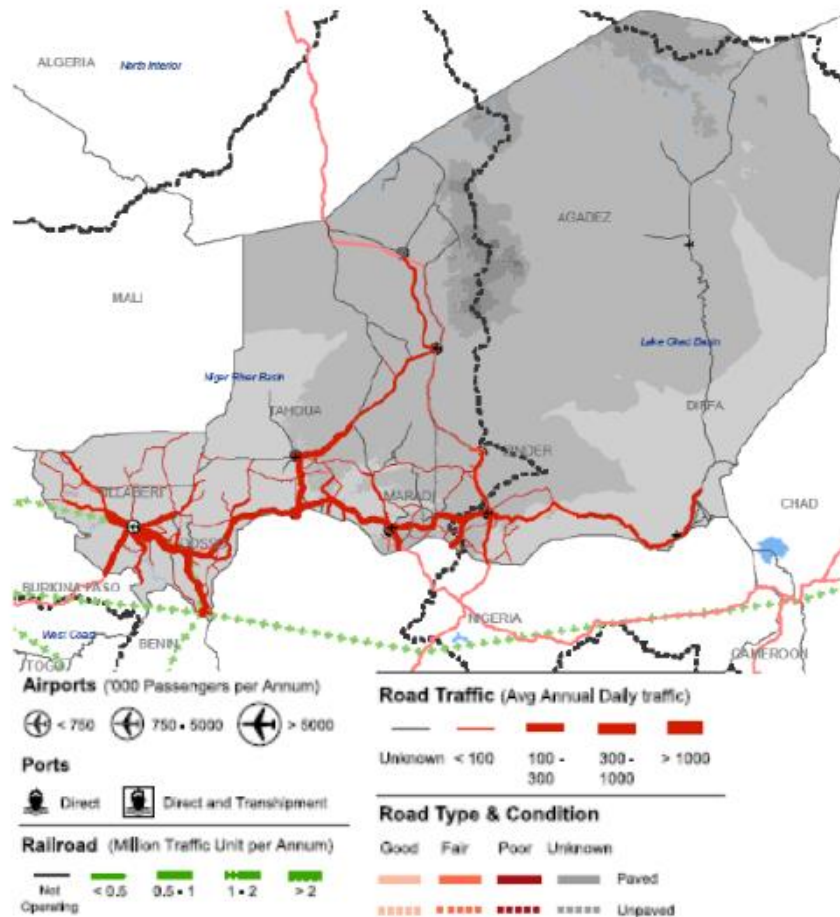 ALGERIA
North Interior
AGADEZ
MALI
Lake Chad Basin
Niger River Basin
DIFFA
TAHOUA
ZINDER
MARADI
CHAD
TILLABERI
DOSSO
BURKINA FASO
NIGERIA
West Coast
BENIN
CAMEROON
TOGO
Airports ('000 Passengers per Annum)
< 750 750 - 5000 > 5000
Ports
Direct Direct and Transhipment
Railroad (Million Traffic Unit per Annum)
Not Operating < 0.5 0.5 - 1 1 - 2 > 2
Road Traffic (Avg Annual Daily traffic)
Unknown < 100 100 - 300 300 - 1000 > 1000
Road Type & Condition
Good Fair Poor Unknown
Paved
Unpaved